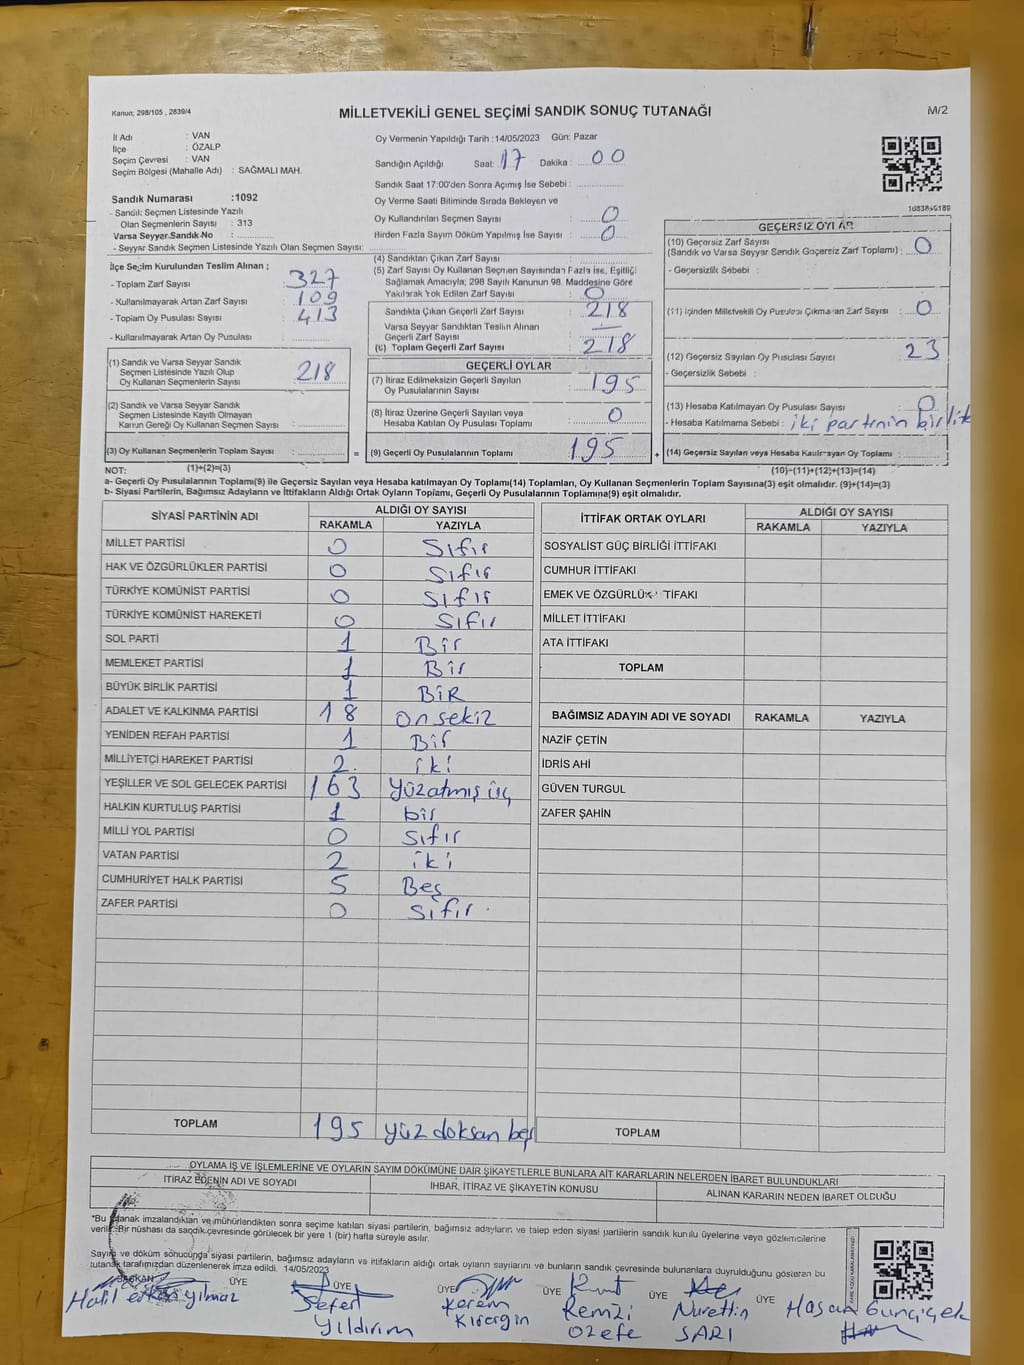 Kanun: 298/105 , 2839/4
MİLLETVEKİLİ GENEL SEÇİMİ SANDIK SONUÇ TUTANAĞI
M/2
İl Adı : VAN
İlçe : ÖZALP
Seçim Çevresi : VAN
Seçim Bölgesi (Mahalle Adı) : SAĞMALI MAH.
Oy Vermenin Yapıldığı Tarih :14/05/2023 Gün: Pazar
Sandığın Açıldığı Saat: 17 Dakika : 00
Sandık Saat 17:00'den Sonra Açımış İse Sebebi :
Oy Verme Saati Bitiminde Sırada Bekleyen ve
Oy Kullandırılan Seçmen Sayısı : 0
Birden Fazla Sayım Döküm Yapılmış İse Sayısı : 0
Sandık Numarası :1092
- Sandık Seçmen Listesinde Yazılı
Olan Seçmenlerin Sayısı : 313
Varsa Seyyar Sandık No :
- Seyyar Sandık Seçmen Listesinde Yazılı Olan Seçmen Sayısı:
İlçe Seçim Kurulundan Teslim Alınan ;
- Toplam Zarf Sayısı : 327
- Kullanılmayarak Artan Zarf Sayısı : 109
- Toplam Oy Pusulası Sayısı : 413
- Kullanılmayarak Artan Oy Pusulası :
(1) Sandık ve Varsa Seyyar Sandık
Seçmen Listesinde Yazılı Olup
Oy Kullanan Seçmenlerin Sayısı : 218
(2) Sandık ve Varsa Seyyar Sandık
Seçmen Listesinde Kayıtlı Olmayan
Kanun Gereği Oy Kullanan Seçmen Sayısı :
(3) Oy Kullanan Seçmenlerin Toplam Sayısı :
(4) Sandıktan Çıkan Zarf Sayısı :
(5) Zarf Sayısı Oy Kullanan Seçmen Sayısından Fazla İse, Eşitliği
Sağlamak Amacıyla; 298 Sayılı Kanunun 98. Maddesine Göre
Yakılarak Yok Edilen Zarf Sayısı : 0
Sandıkta Çıkan Geçerli Zarf Sayısı : 218
Varsa Seyyar Sandıktan Teslim Alınan
Geçerli Zarf Sayısı : —
(6) Toplam Geçerli Zarf Sayısı : 218
GEÇERLİ OYLAR
(7) İtiraz Edilmeksizin Geçerli Sayılan
Oy Pusulalarının Sayısı : 195
(8) İtiraz Üzerine Geçerli Sayılan veya
Hesaba Katılan Oy Pusulası Toplamı : 0
= (9) Geçerli Oy Pusulalarının Toplamı : 195 +
GEÇERSİZ OYLAR
(10) Geçersiz Zarf Sayısı
(Sandık ve Varsa Seyyar Sandık Geçersiz Zarf Toplamı) : 0
- Geçersizlik Sebebi :
(11) İçinden Milletvekili Oy Pusulası Çıkmayan Zarf Sayısı : 0
(12) Geçersiz Sayılan Oy Pusulası Sayısı : 23
- Geçersizlik Sebebi :
(13) Hesaba Katılmayan Oy Pusulası Sayısı : 0
- Hesaba Katılmama Sebebi : iki partinin birlik
(14) Geçersiz Sayılan veya Hesaba Katılmayan Oy Toplamı :
NOT: (1)+(2)=(3)
(10)+(11)+(12)+(13)=(14)
a- Geçerli Oy Pusulalarının Toplamı(9) ile Geçersiz Sayılan veya Hesaba Katılmayan Oy Toplamı(14) Toplamları, Oy Kullanan Seçmenlerin Toplam Sayısına(3) eşit olmalıdır. (9)+(14)=(3)
b- Siyasi Partilerin, Bağımsız Adayların ve İttifakların Aldığı Ortak Oyların Toplamı, Geçerli Oy Pusulalarının Toplamına(9) eşit olmalıdır.
SİYASİ PARTİNİN ADI ALDIĞI OY SAYISI
RAKAMLA YAZIYLA
MİLLET PARTİSİ 0 Sıfır
HAK VE ÖZGÜRLÜKLER PARTİSİ 0 Sıfır
TÜRKİYE KOMÜNİST PARTİSİ 0 Sıfır
TÜRKİYE KOMÜNİST HAREKETİ 0 Sıfır
SOL PARTİ 1 Bir
MEMLEKET PARTİSİ 1 Bir
BÜYÜK BİRLİK PARTİSİ 1 BİR
ADALET VE KALKINMA PARTİSİ 18 on sekiz
YENİDEN REFAH PARTİSİ 1 Bir
MİLLİYETÇİ HAREKET PARTİSİ 2. iki
YEŞİLLER VE SOL GELECEK PARTİSİ 163 yüzatmış üç
HALKIN KURTULUŞ PARTİSİ 1 bir
MİLLİ YOL PARTİSİ 0 Sıfır
VATAN PARTİSİ 2 iki
CUMHURİYET HALK PARTİSİ 5 Beş
ZAFER PARTİSİ 0 Sıfır
TOPLAM 195 yüz doksan beş
İTTİFAK ORTAK OYLARI ALDIĞI OY SAYISI
RAKAMLA YAZIYLA
SOSYALİST GÜÇ BİRLİĞİ İTTİFAKI
CUMHUR İTTİFAKI
EMEK VE ÖZGÜRLÜK İTTİFAKI
MİLLET İTTİFAKI
ATA İTTİFAKI
TOPLAM
BAĞIMSIZ ADAYIN ADI VE SOYADI RAKAMLA YAZIYLA
NAZİF ÇETİN
İDRİS AHİ
GÜVEN TURGUL
ZAFER ŞAHİN
TOPLAM
OYLAMA İŞ VE İŞLEMLERİNE VE OYLARIN SAYIM DÖKÜMÜNE DAİR ŞİKAYETLERLE BUNLARA AİT KARARLARIN NELERDEN İBARET BULUNDUKLARI
İTİRAZ EDENİN ADI VE SOYADI İHBAR, İTİRAZ VE ŞİKAYETİN KONUSU ALINAN KARARIN NEDEN İBARET OLDUĞU
*Bu tutanak imzalandıktan ve mühürlendikten sonra seçime katılan siyasi partilerin, bağımsız adayların ve talep eden siyasi partilerin sandık kurulu üyelerine veya gözlemcilerine
verilir. Bir nüshası da sandık çevresinde görülecek bir yere 1 (bir) hafta süreyle asılır.
Sayım ve döküm sonucunda siyasi partilerin, bağımsız adayların ve ittifakların aldığı ortak oyların sayılarını ve bunların sandık çevresinde bulunanlara duyrulduğunu gösteren bu
tutanak tarafımızdan düzenlenerek imza edildi. 14/05/2023
BAŞKAN ÜYE ÜYE ÜYE ÜYE ÜYE
Halil yılmaz
Sefer Yıldırım
Kerem
Remzi özefe
Nurettin SARI
Hasan